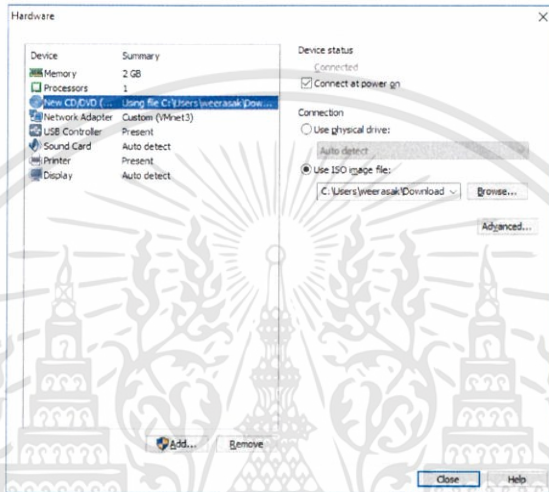 Hardware
Device Summary
Memory 2 GB
Processors 1
New CD/DVD (... Using file C:\Users\weerasak\Dow...
Network Adapter Custom (VMnet3)
USB Controller Present
Sound Card Auto detect
Printer Present
Display Auto detect
Add... Remove
Device status
Connected
Connect at power on
Connection
Use physical drive:
Auto detect
Use ISO image file:
C:\Users\weerasak\Download
Browse...
Advanced...
Close Help